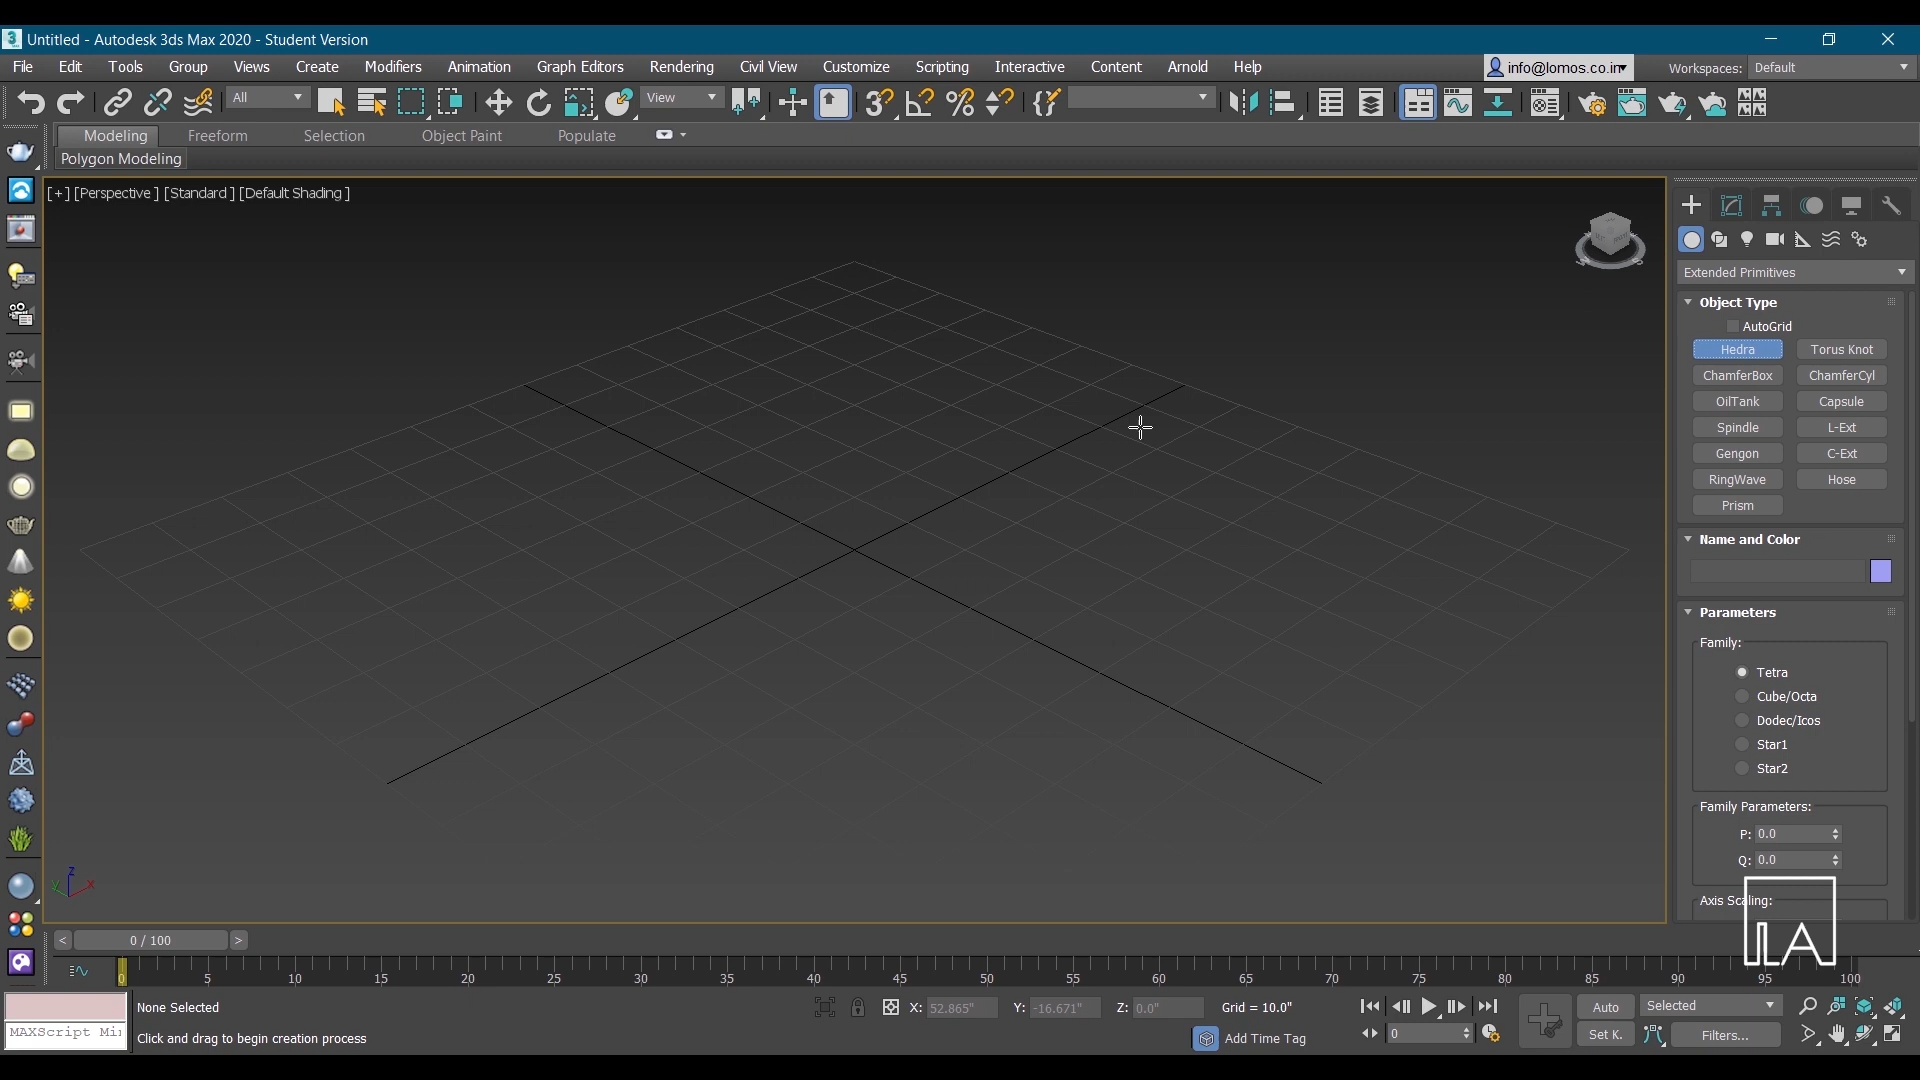 Untitled - Autodesk 3ds Max 2020 - Student Version
File Edit Tools Group Views Create Modifiers Animation Graph Editors Rendering Civil View Customize Scripting Interactive Content Arnold Help info@lomos.co.in Workspaces: Default
All View
Modeling Freeform Selection Object Paint Populate
Polygon Modeling
[+] [Perspective ] [Standard ] [Default Shading ]
Extended Primitives
Object Type
AutoGrid
Hedra Torus Knot
ChamferBox ChamferCyl
OilTank Capsule
Spindle L-Ext
Gengon C-Ext
RingWave Hose
Prism
Name and Color
Parameters
Family:
Tetra
Cube/Octa
Dodec/Icos
Star1
Star2
Family Parameters:
P: 0.0
Q: 0.0
Axis Scaling:
z
y x
ILA
< 0 / 100 >
0 5 10 15 20 25 30 35 40 45 50 55 60 65 70 75 80 85 90 95 100
None Selected X: 52.865" Y: -16.671" Z: 0.0" Grid = 10.0" Auto Selected
MAXScript Mi
Click and drag to begin creation process Add Time Tag 0 Set K. Filters...